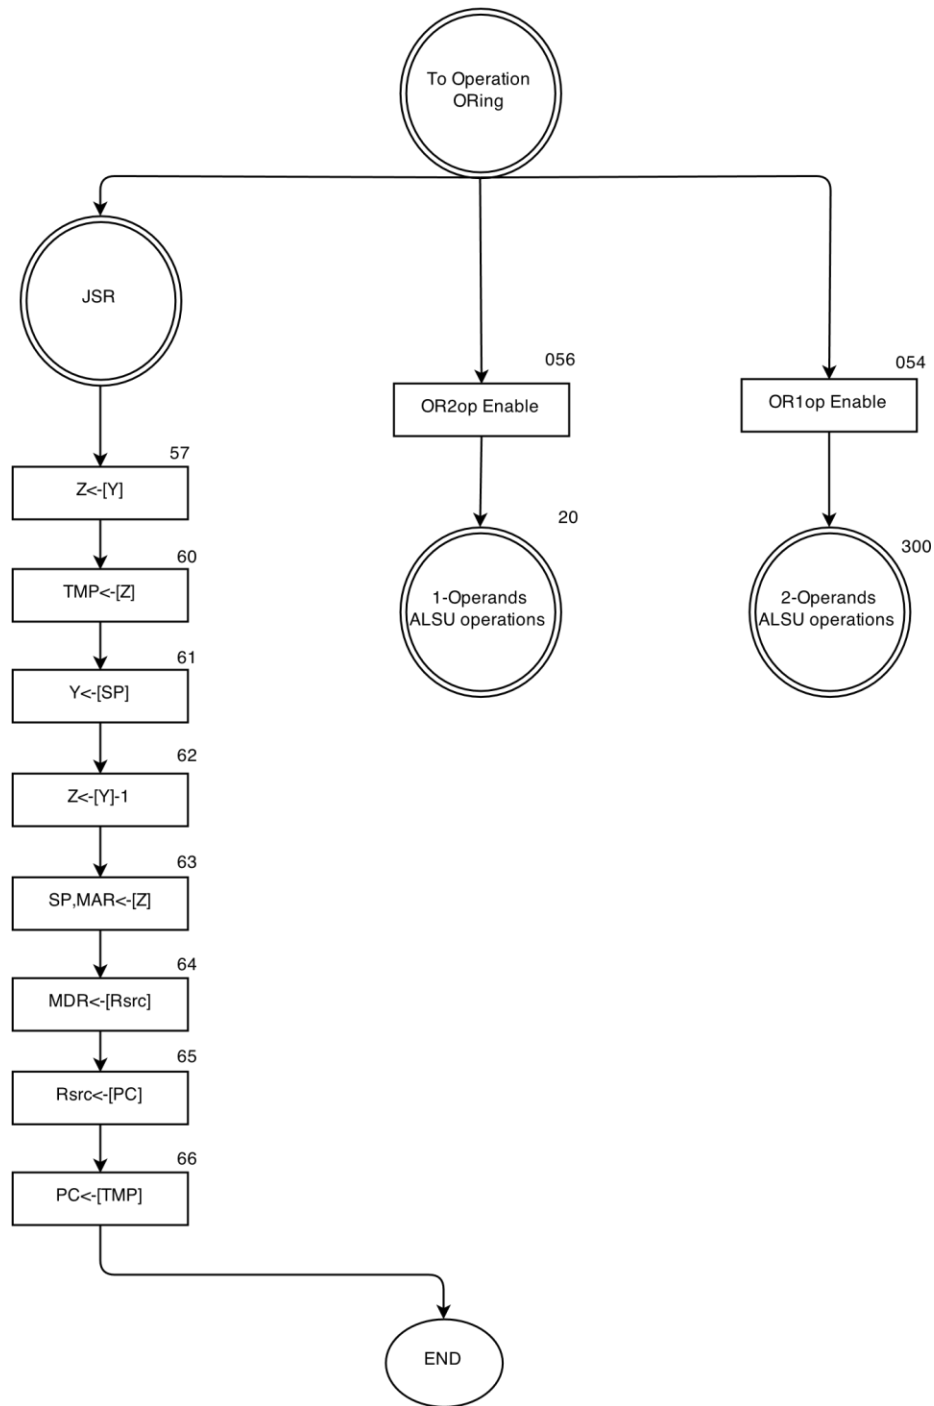 To Operation
ORing
JSR
056
OR2op Enable
054
OR1op Enable
57
Z<-[Y]
20
1-Operands
ALSU operations
300
2-Operands
ALSU operations
60
TMP<-[Z]
61
Y<-[SP]
62
Z<-[Y]-1
63
SP,MAR<-[Z]
64
MDR<-[Rsrc]
65
Rsrc<-[PC]
66
PC<-[TMP]
END